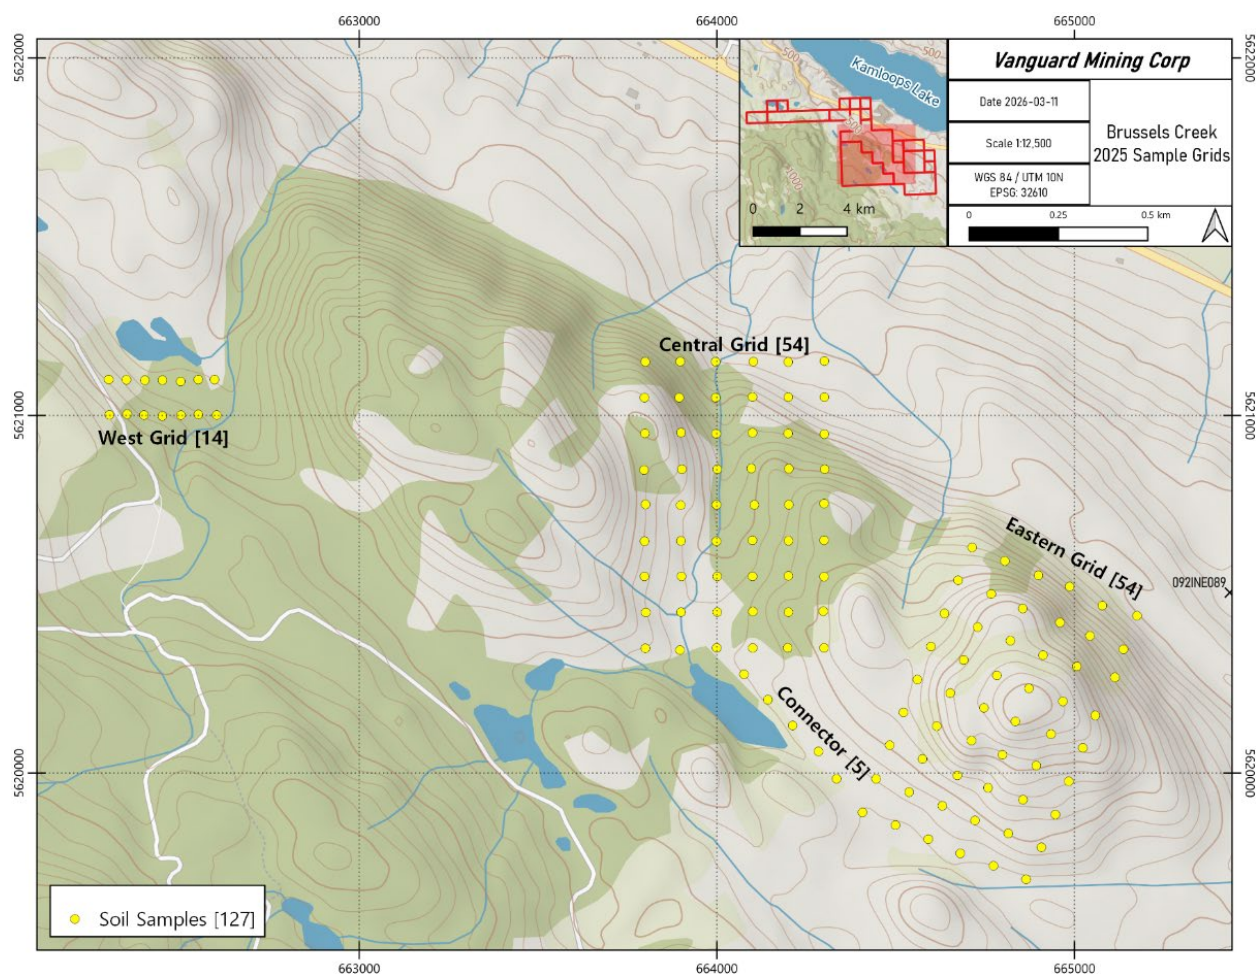 663000
664000
665000
5622000
5622000
Kamloops Lake
500
500
500
1000
0
2
4 km
Vanguard Mining Corp
Date 2026-03-11
Scale 1:12,500
WGS 84 / UTM 10N
EPSG: 32610
Brussels Creek
2025 Sample Grids
0
0.25
0.5 km
Central Grid [54]
5621000
5621000
West Grid [14]
Eastern Grid [54]
092INE089
Connector [5]
5620000
5620000
Soil Samples [127]
663000
664000
665000